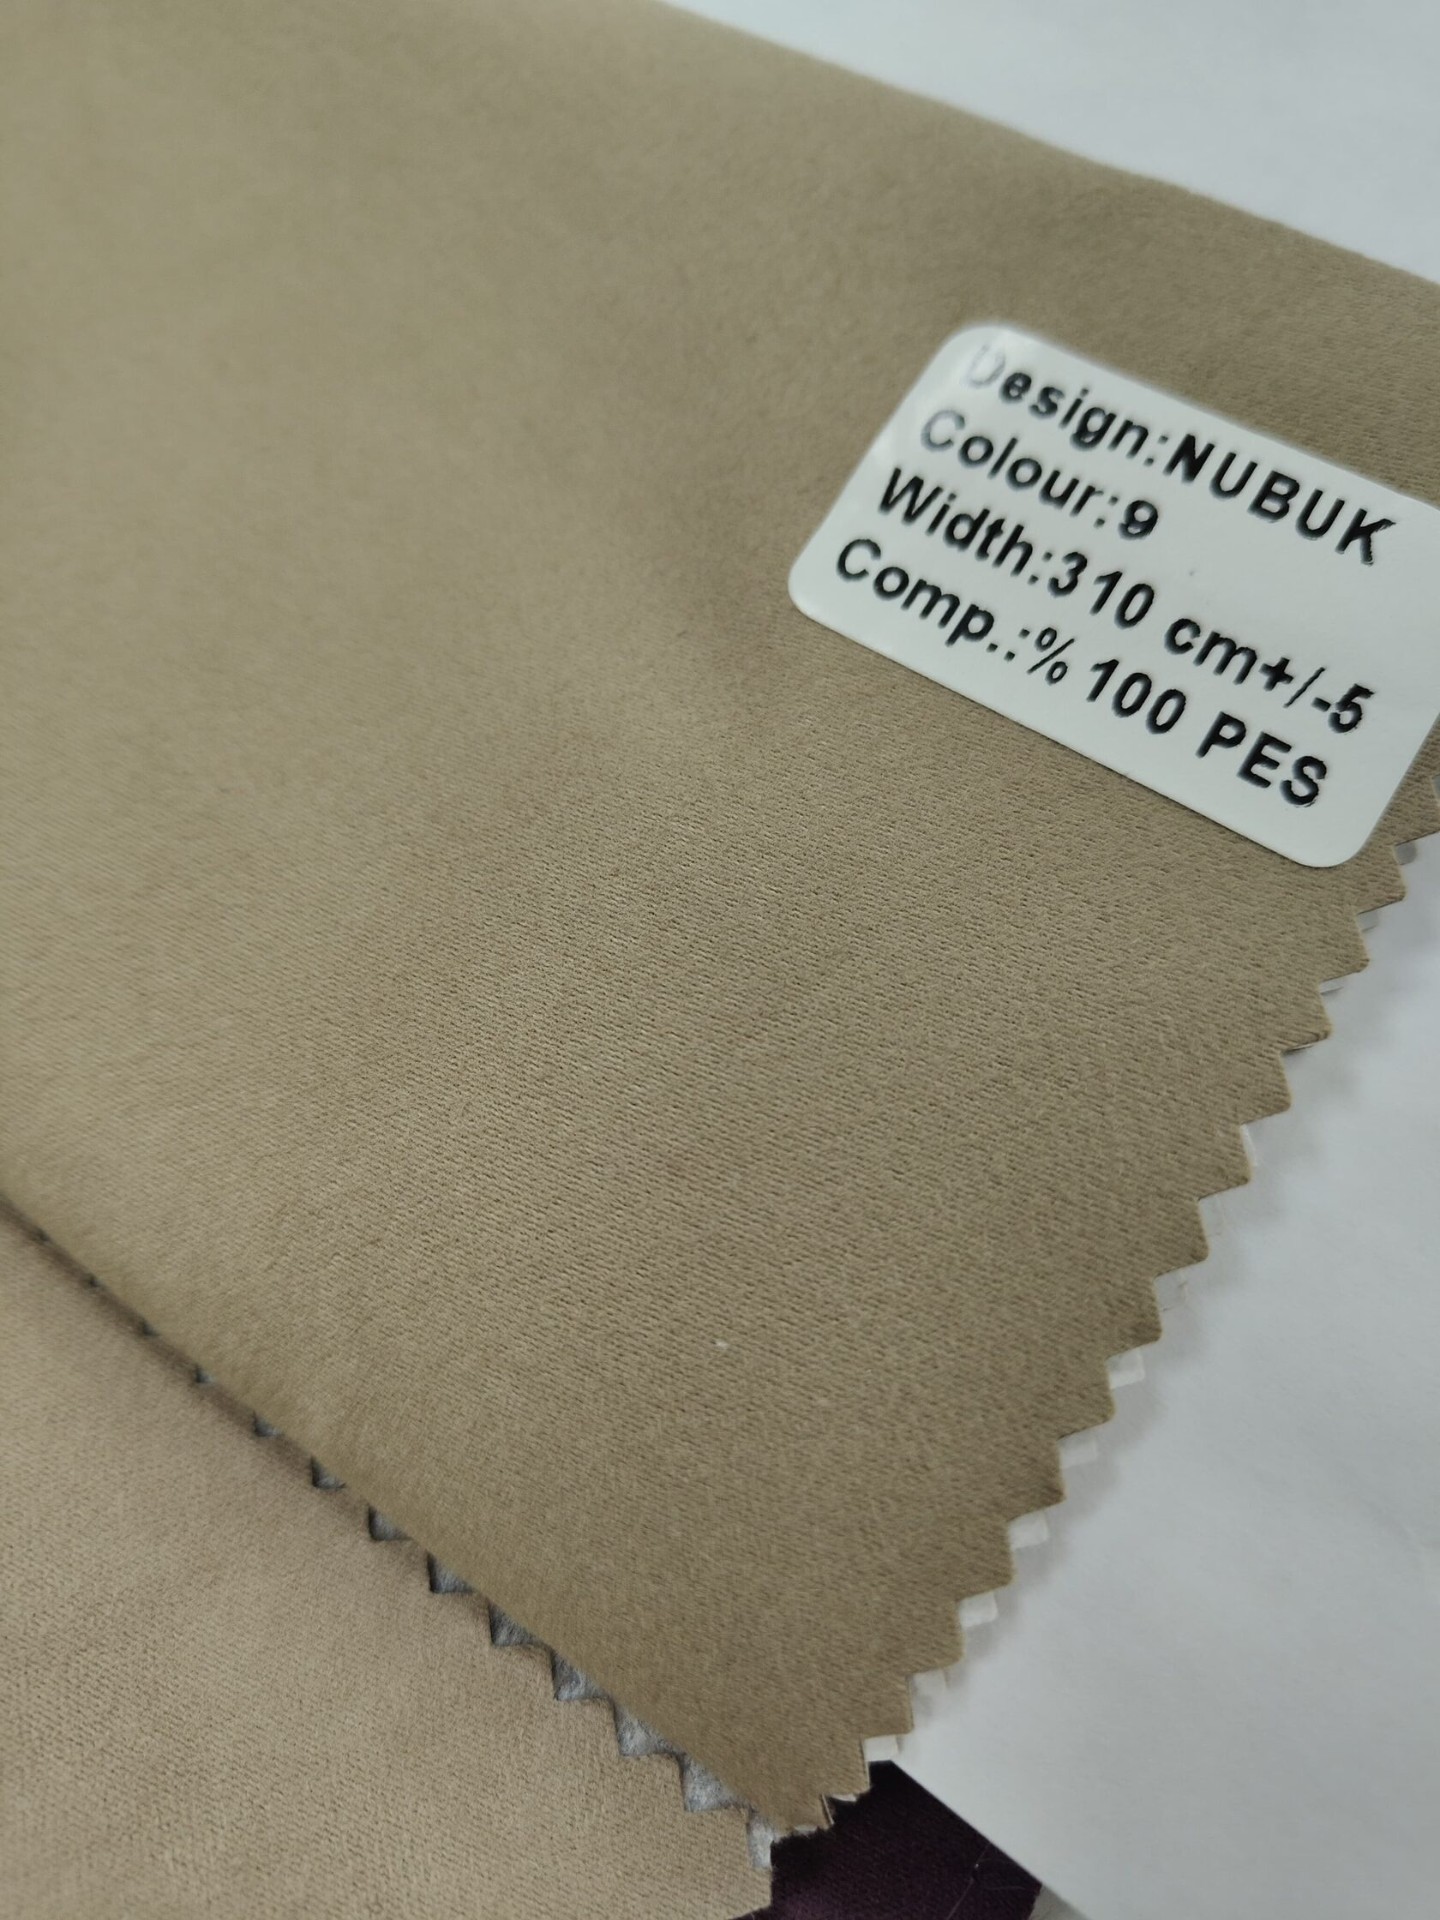 Design:NUBUK
Colour:9
Width:310 cm+/-5
Comp.:% 100 PES